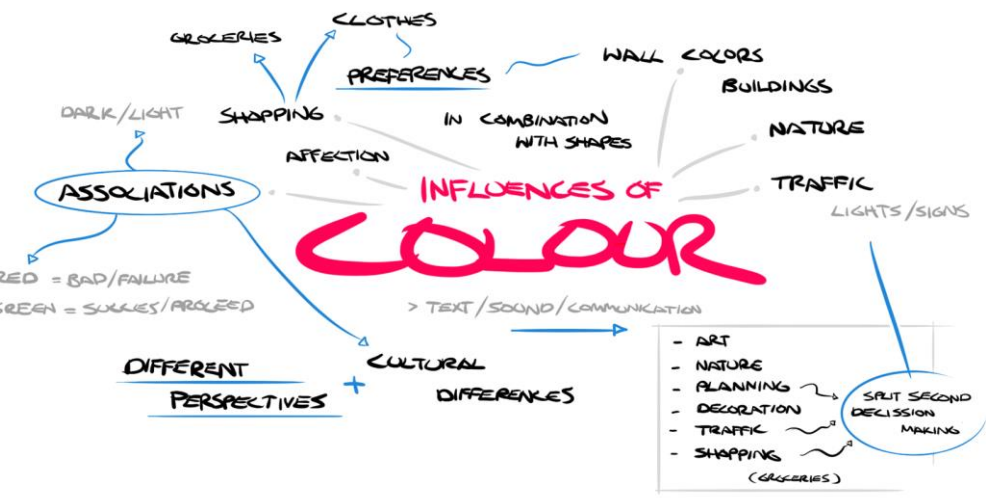 CLOTHES
GROCERIES
PREFERENCES
WALL COLORS
BUILDINGS
DARK/LIGHT
SHOPPING
IN COMBINATION
WITH SHAPES
NATURE
AFFECTION
ASSOCIATIONS
INFLUENCES OF
COLOUR
TRAFFIC
LIGHTS/SIGNS
RED = BAD/FAILURE
GREEN = SUCCES/PROCEED
> TEXT/SOUND/COMMUNICATION
DIFFERENT
PERSPECTIVES
+
CULTURAL
DIFFERENCES
- ART
- NATURE
- PLANNING
- DECORATION
- TRAFFIC
- SHOPPING
(GROCERIES)
SPLIT SECOND
DECISSION
MAKING